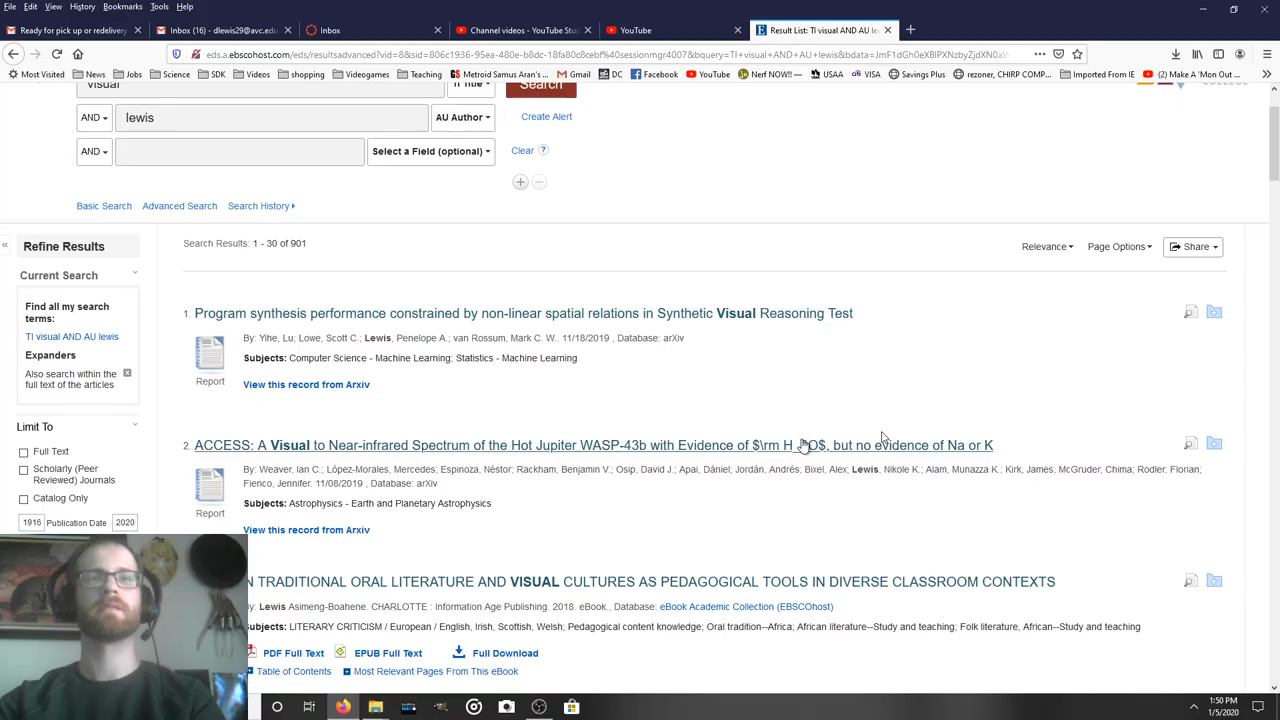 File Edit View History Bookmarks Tools Help
Ready for pick up or redelivery
Inbox (16) - dlewis29@avc.edu
Inbox
Channel videos - YouTube Stud
YouTube
Result List: TI visual AND AU lew
eds.a.ebscohost.com/eds/resultsadvanced?vid=8&sid=806c1936-95ea-480e-b8dc-18fa80c8cebf%40sessionmgr4007&bquery=TI+visual+AND+AU+lewis&bdata=
Most Visited News Jobs Science SDK Videos shopping Videogames Teaching Metroid Samus Aran's ... Gmail DC Facebook YouTube Nerf NOW!! — USAA VISA Savings Plus rezoner, CHIRP COMP... Imported From IE (2) Make A 'Mon Out ...
visual TI Title Search
AND lewis AU Author Create Alert
AND Select a Field (optional) Clear ?
Basic Search Advanced Search Search History
Refine Results
Current Search
Find all my search
terms:
TI visual AND AU lewis
Expanders
Also search within the
full text of the articles
Limit To
Full Text
Scholarly (Peer
Reviewed) Journals
Catalog Only
1916 Publication Date 2020
Search Results: 1 - 30 of 901
Relevance Page Options Share
1. Program synthesis performance constrained by non-linear spatial relations in Synthetic Visual Reasoning Test
By: Yihe, Lu; Lowe, Scott C.; Lewis, Penelope A.; van Rossum, Mark C. W.. 11/18/2019 , Database: arXiv
Subjects: Computer Science - Machine Learning; Statistics - Machine Learning
Report
View this record from Arxiv
2. ACCESS: A Visual to Near-infrared Spectrum of the Hot Jupiter WASP-43b with Evidence of $\rm H_ O$, but no evidence of Na or K
By: Weaver, Ian C.; López-Morales, Mercedes; Espinoza, Néstor; Rackham, Benjamin V.; Osip, David J.; Apai, Dániel; Jordán, Andrés; Bixel, Alex; Lewis, Nikole K.; Alam, Munazza K.; Kirk, James; McGruder, Chima; Rodler, Florian;
Fienco, Jennifer. 11/08/2019 , Database: arXiv
Subjects: Astrophysics - Earth and Planetary Astrophysics
Report
View this record from Arxiv
N TRADITIONAL ORAL LITERATURE AND VISUAL CULTURES AS PEDAGOGICAL TOOLS IN DIVERSE CLASSROOM CONTEXTS
By: Lewis Asimeng-Boahene. CHARLOTTE : Information Age Publishing. 2018. eBook., Database: eBook Academic Collection (EBSCOhost)
Subjects: LITERARY CRITICISM / European / English, Irish, Scottish, Welsh; Pedagogical content knowledge; Oral tradition--Africa; African literature--Study and teaching; Folk literature, African--Study and teaching
PDF Full Text EPUB Full Text Full Download
Table of Contents Most Relevant Pages From This eBook
1:50 PM
1/5/2020